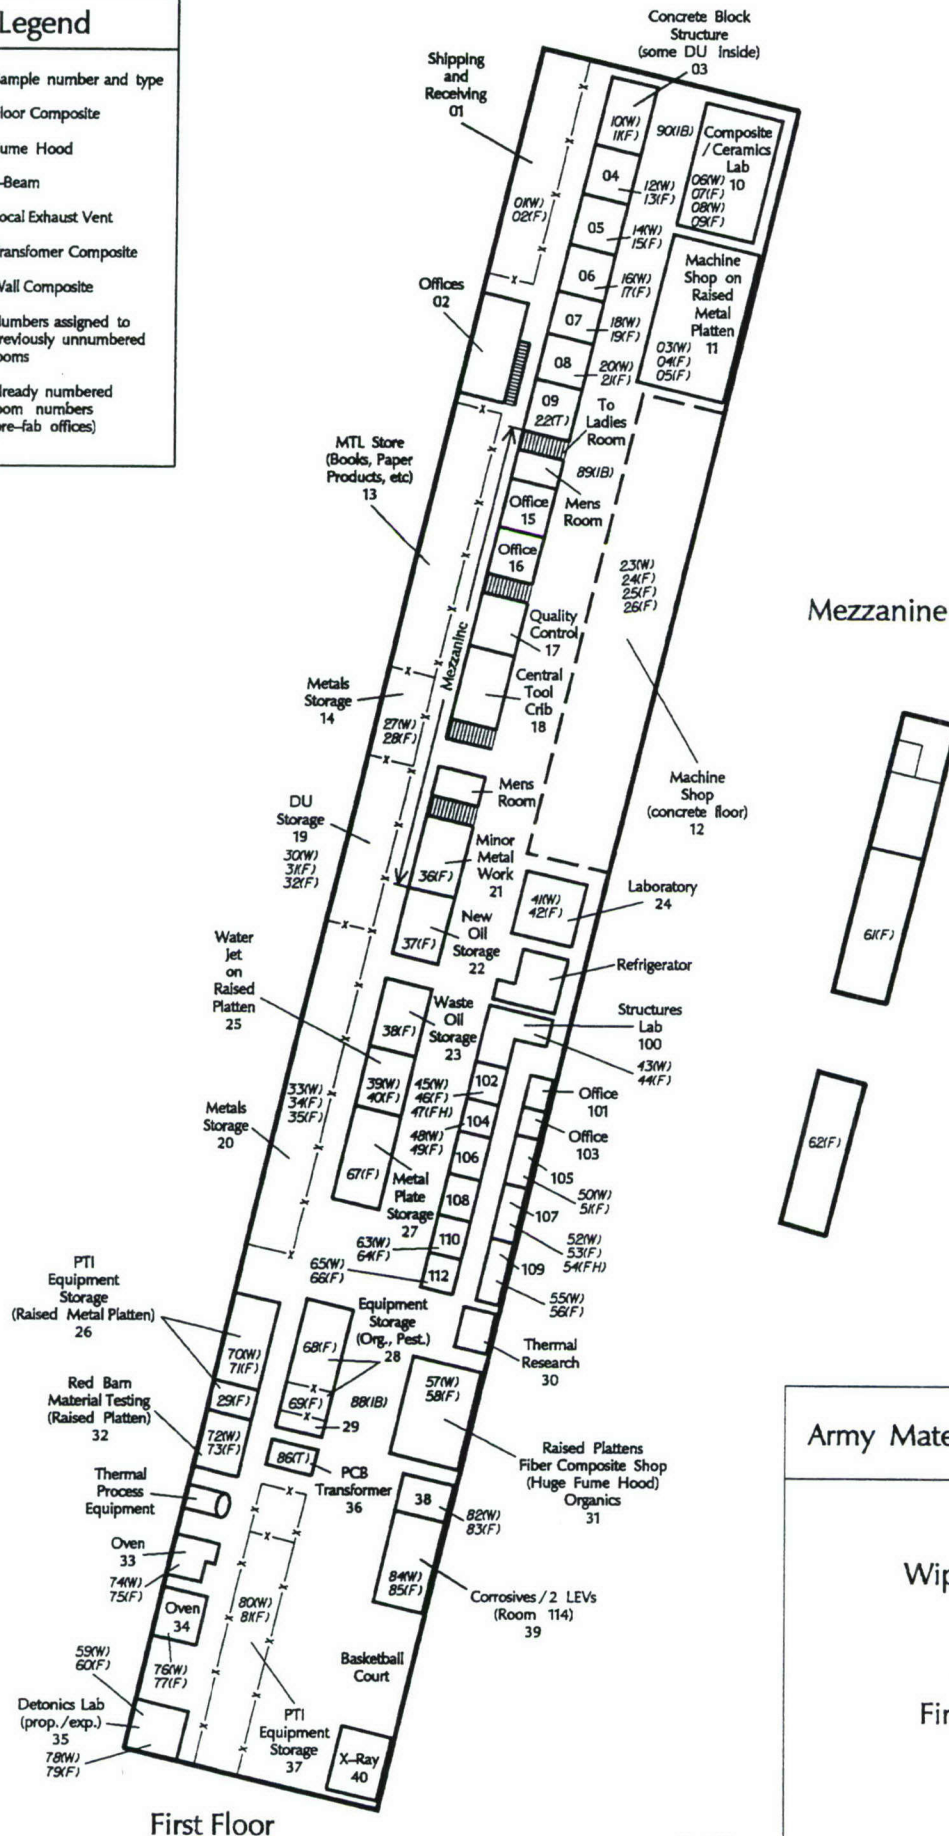 Legend
ample number and type
loor Composite
ume Hood
-Beam
ocal Exhaust Vent
ransfomer Composite
Wall Composite
umbers assigned to
reviously unnumbered
ooms
lready numbered
oom numbers
ore-fab offices)
Concrete Block
Structure
(some DU inside)
03
Shipping
and
Receiving
01
10(W)
11(F)
90(IB)
Composite
/ Ceramics
Lab
10
06(W)
07(F)
08(W)
09(F)
04
12(W)
13(F)
01(W)
02(F)
05
14(W)
15(F)
06
16(W)
17(F)
Machine
Shop on
Raised
Metal
Platten
11
03(W)
04(F)
05(F)
Offices
02
07
18(W)
19(F)
08
20(W)
21(F)
09
22(T)
To
Ladies
Room
MTL Store
(Books, Paper
Products, etc)
13
89(IB)
Mens
Room
Office
15
Office
16
23(W)
24(F)
25(F)
26(F)
Mezzanine
Quality
Control
17
Mezzanine
Central
Tool
Crib
18
Metals
Storage
14
27(W)
28(F)
Mens
Room
Machine
Shop
(concrete floor)
12
DU
Storage
19
30(W)
31(F)
32(F)
Minor
Metal
Work
21
36(F)
41(W)
42(F)
Laboratory
24
61(F)
New
Oil
Storage
22
37(F)
Water
Jet
on
Raised
Platten
25
Refrigerator
Waste
Oil
Storage
23
38(F)
Structures
Lab
100
43(W)
44(F)
33(W)
34(F)
35(F)
39(W)
40(F)
45(W)
46(F)
47(FH)
102
Office
101
48(W)
49(F)
104
Office
103
Metals
Storage
20
62(F)
106
105
50(W)
51(F)
67(F)
Metal
Plate
Storage
27
108
107
52(W)
53(F)
54(FH)
63(W)
64(F)
110
65(W)
66(F)
112
109
55(W)
56(F)
PTI
Equipment
Storage
(Raised Metal Platten)
26
Equipment
Storage
(Org., Pest.)
28
68(F)
70(W)
71(F)
Thermal
Research
30
29(F)
69(F)
88(IB)
29
57(W)
58(F)
Red Barn
Material Testing
(Raised Platten)
32
72(W)
73(F)
Army Mate
86(T)
PCB
Transformer
36
Raised Plattens
Fiber Composite Shop
(Huge Fume Hood)
Organics
31
Thermal
Process
Equipment
38
82(W)
83(F)
Oven
33
74(W)
75(F)
84(W)
85(F)
Corrosives / 2 LEVs
(Room 114)
39
Wip
Oven
34
80(W)
81(F)
59(W)
60(F)
76(W)
77(F)
Basketball
Court
Detonics Lab
(prop./exp.)
35
78(W)
79(F)
PTI
Equipment
Storage
37
X-Ray
40
Fir
First Floor